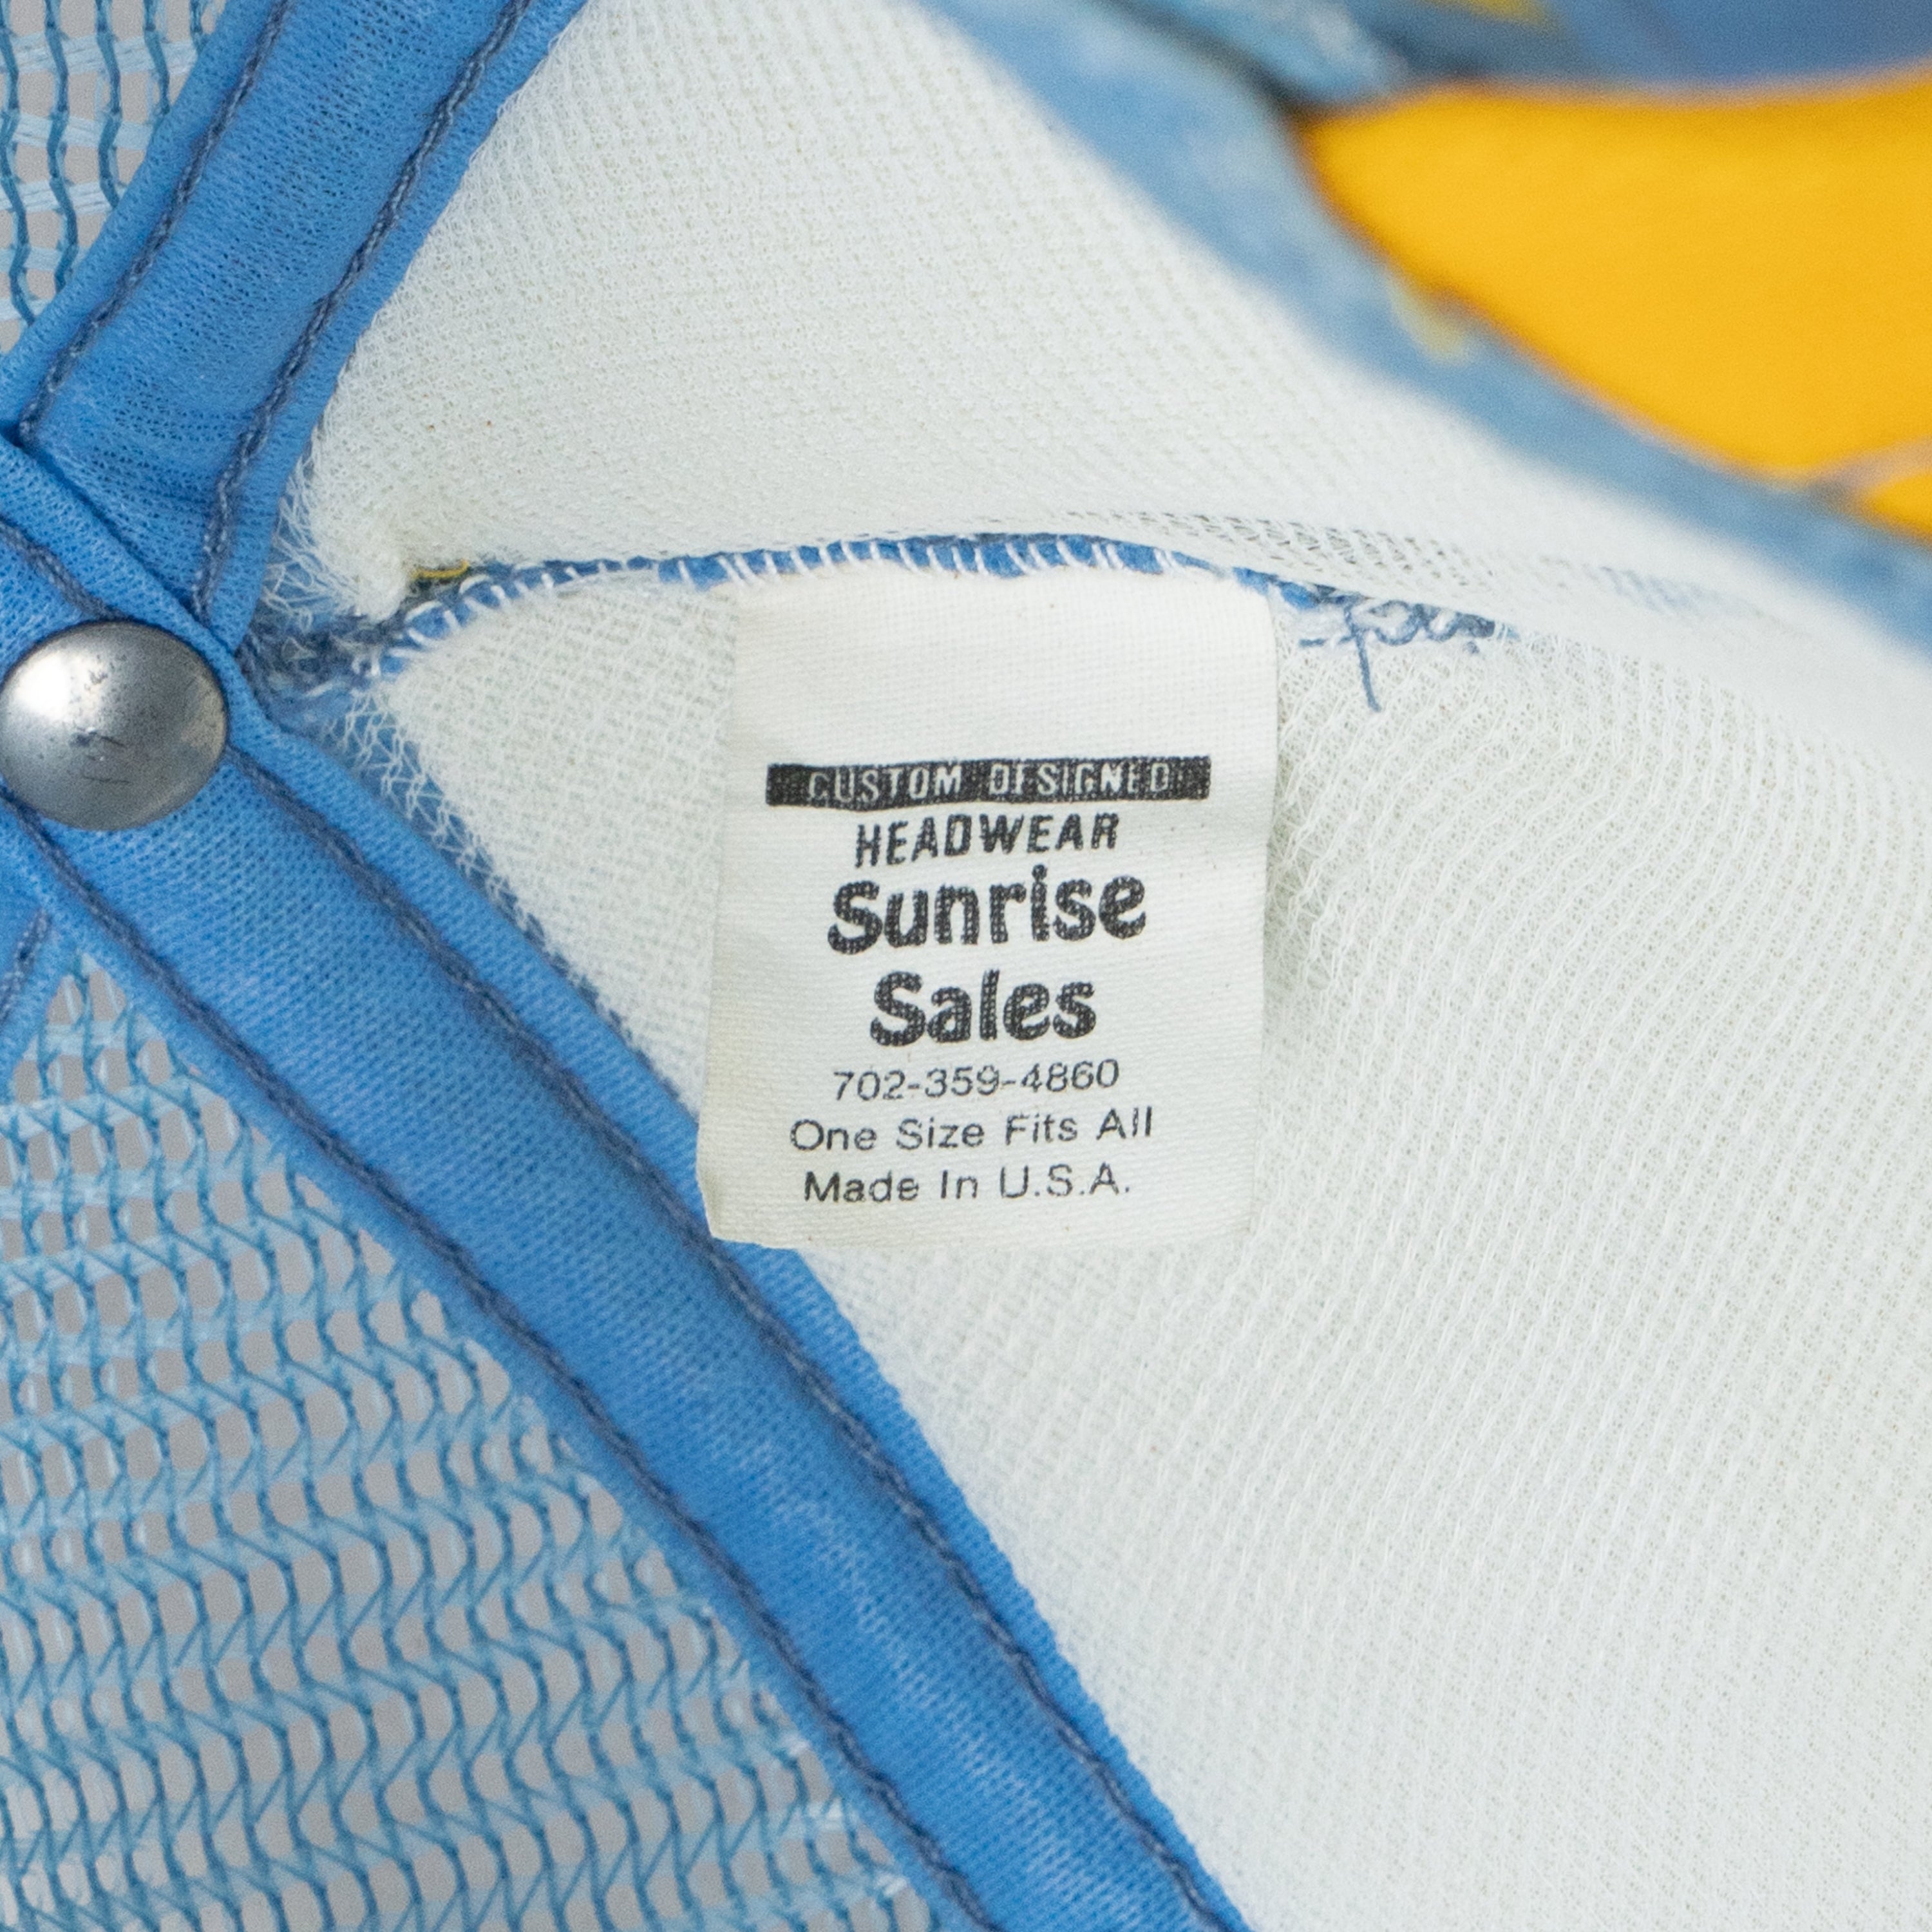 CUSTOM DESIGNED
HEADWEAR
Sunrise
Sales
702-359-4860
One Size Fits All
Made In U.S.A.